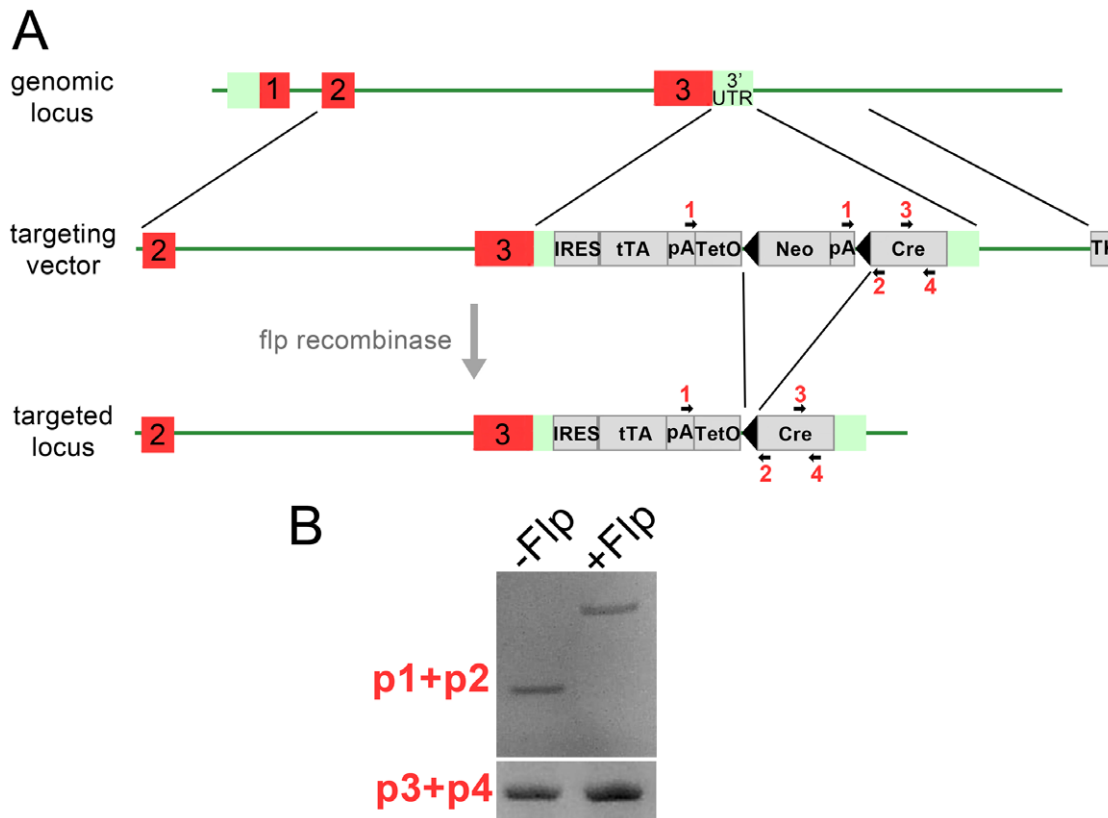 A
genomic
locus
1
2
3
3'
UTR
targeting
vector
2
3
IRES
tTA
pA
TetO
Neo
pA
Cre
TH
1
1
3
2
4
flp recombinase
targeted
locus
2
3
IRES
tTA
pA
TetO
Cre
1
3
2
4
B
-Flp
+Flp
p1+p2
p3+p4